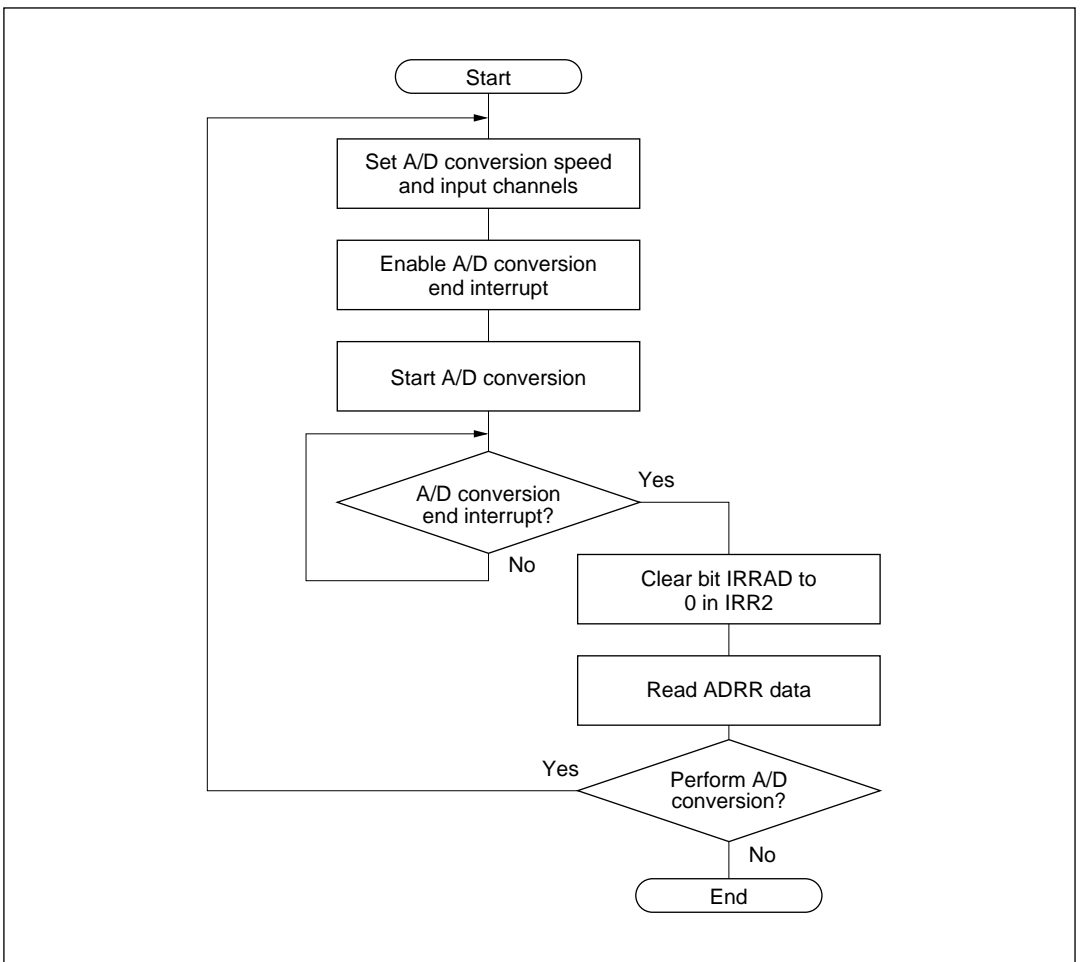 Start
Set A/D conversion speed
and input channels
Enable A/D conversion
end interrupt
Start A/D conversion
A/D conversion
end interrupt?
Yes
No
Clear bit IRRAD to
0 in IRR2
Read ADRR data
Yes
Perform A/D
conversion?
No
End